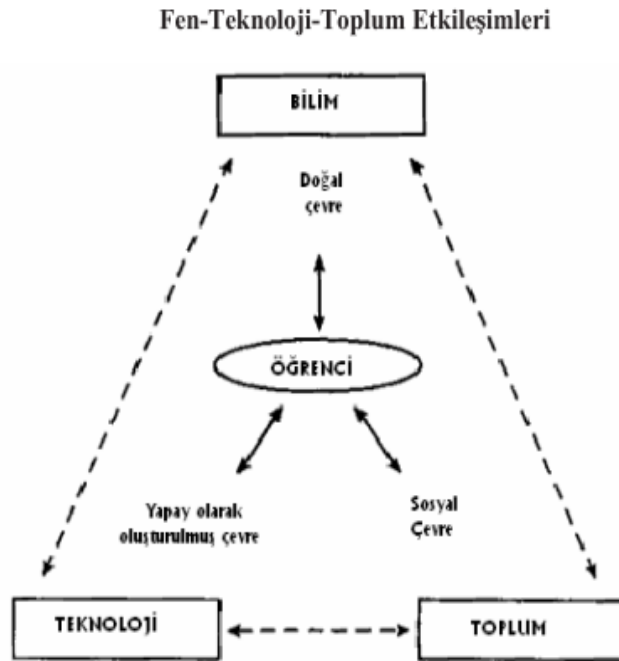 Fen-Teknoloji-Toplum Etkileşimleri
BİLİM
Doğal
çevre
ÖĞRENCİ
Yapay olarak
oluşturulmuş çevre
Sosyal
Çevre
TEKNOLOJİ
TOPLUM